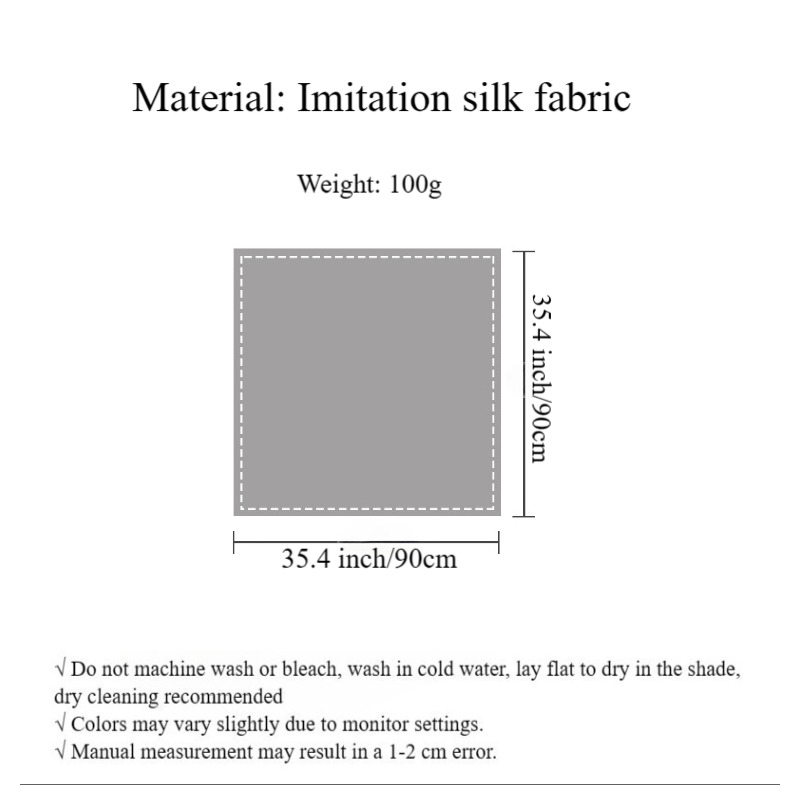 Material: Imitation silk fabric
Weight: 100g
35.4 inch/90cm
35.4 inch/90cm
√ Do not machine wash or bleach, wash in cold water, lay flat to dry in the shade,
dry cleaning recommended
√ Colors may vary slightly due to monitor settings.
√ Manual measurement may result in a 1-2 cm error.